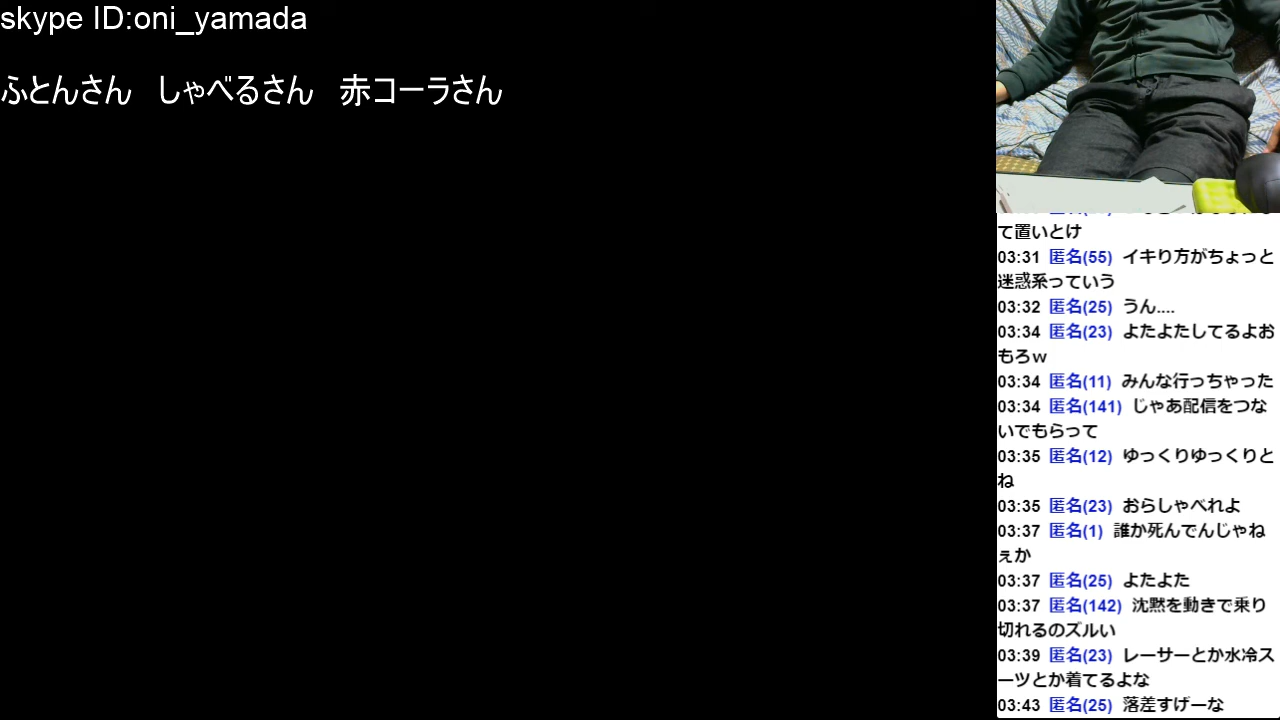 skype ID:oni_yamada
ふとんさん　しゃべるさん　赤コーラさん
て置いとけ
03:31 匿名(55) イキり方がちょっと
迷惑系っていう
03:32 匿名(25) うん....
03:34 匿名(23) よたよたしてるよお
もろｗ
03:34 匿名(11) みんな行っちゃった
03:34 匿名(141) じゃあ配信をつな
いでもらって
03:35 匿名(12) ゆっくりゆっくりと
ね
03:35 匿名(23) おらしゃべれよ
03:37 匿名(1) 誰か死んでんじゃね
ぇか
03:37 匿名(25) よたよた
03:37 匿名(142) 沈黙を動きで乗り
切れるのズルい
03:39 匿名(23) レーサーとか水冷ス
ーツとか着てるよな
03:43 匿名(25) 落差すげーな